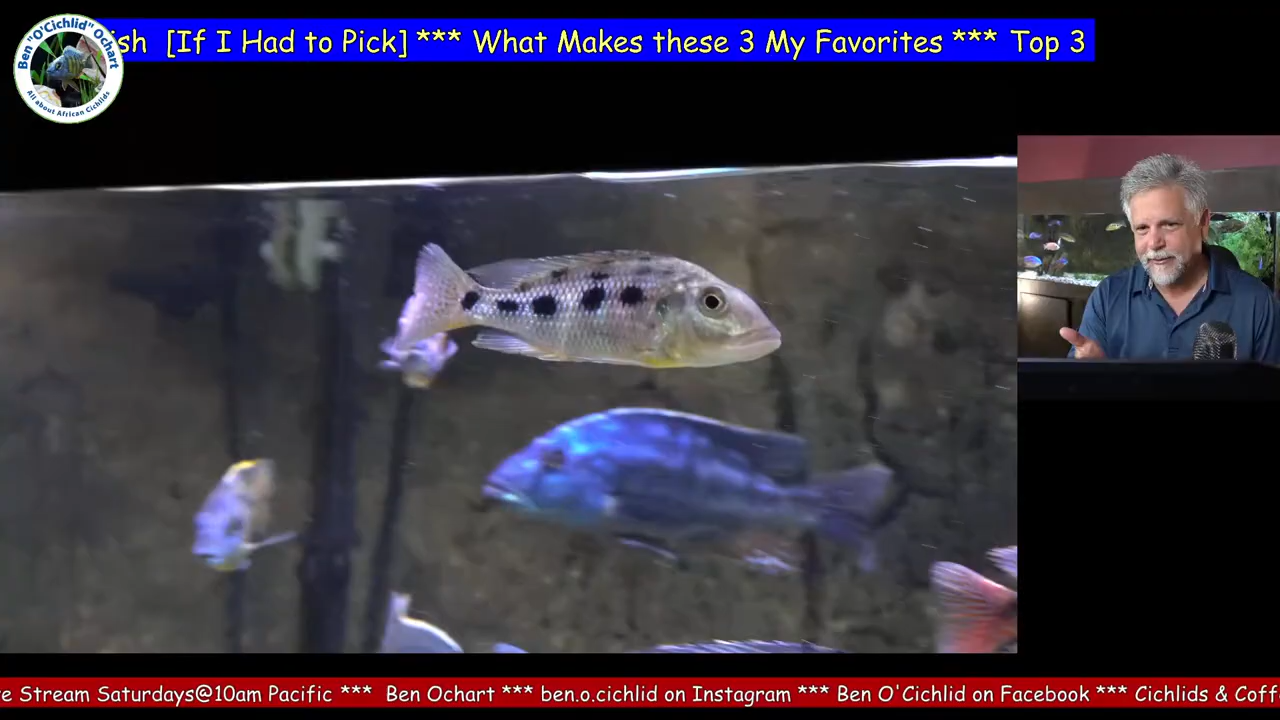 Ben "O'Cichlid" Ochart
All about African Cichlids
ish [If I Had to Pick] *** What Makes these 3 My Favorites *** Top 3
e Stream Saturdays@10am Pacific *** Ben Ochart *** ben.o.cichlid on Instagram *** Ben O'Cichlid on Facebook *** Cichlids & Coff